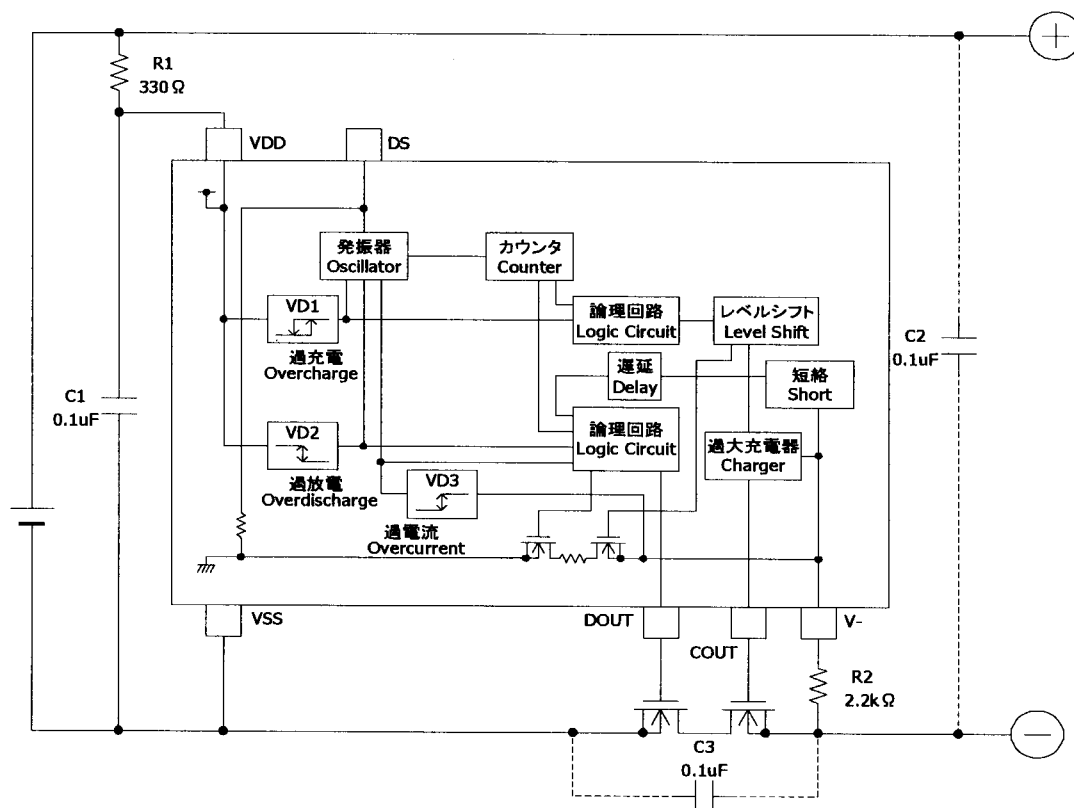 +
R1
330Ω
VDD
DS
発振器
Oscillator
カウンタ
Counter
VD1
過充電
Overcharge
論理回路
Logic Circuit
レベルシフト
Level Shift
C2
0.1uF
遅延
Delay
短絡
Short
C1
0.1uF
VD2
過放電
Overdischarge
論理回路
Logic Circuit
過大充電器
Charger
VD3
過電流
Overcurrent
VSS
DOUT
COUT
V-
R2
2.2kΩ
C3
0.1uF
−